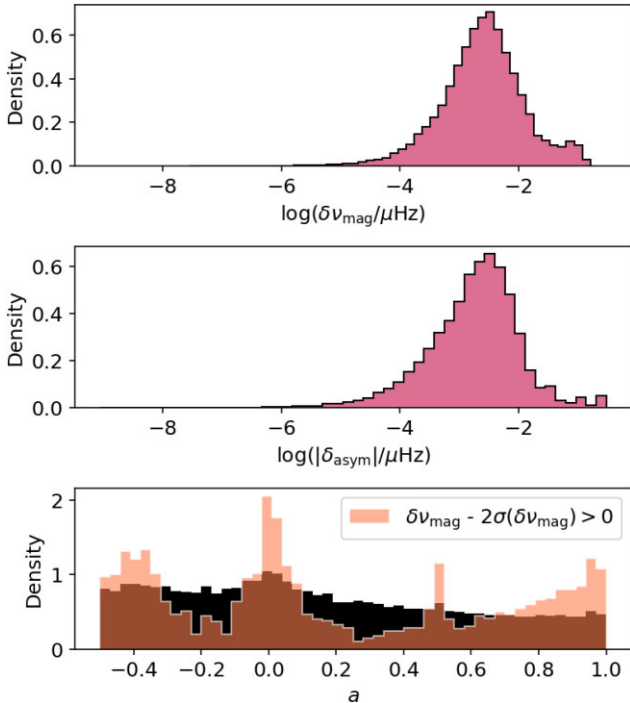 0.6
0.4
0.2
0.0
Density
−8 −6 −4 −2
log(δν_mag/μHz)
0.6
0.4
0.2
0.0
Density
−8 −6 −4 −2
log(|δ_asym|/μHz)
2
1
0
Density
δν_mag - 2σ(δν_mag) > 0
−0.4 −0.2 0.0 0.2 0.4 0.6 0.8 1.0
a